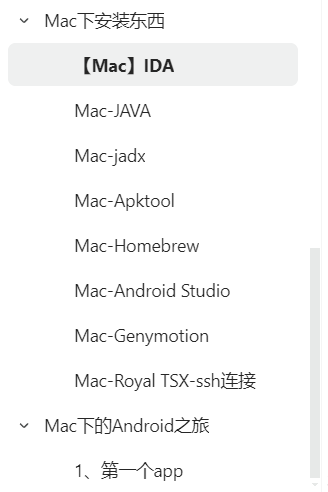 Mac下安装东西
【Mac】IDA
Mac-JAVA
Mac-jadx
Mac-Apktool
Mac-Homebrew
Mac-Android Studio
Mac-Genymotion
Mac-Royal TSX-ssh连接
Mac下的Android之旅
1、第一个app